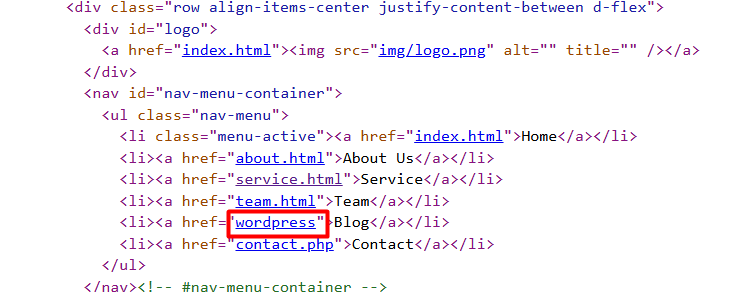 <div class="row align-items-center justify-content-between d-flex">
<div id="logo">
<a href="index.html"><img src="img/logo.png" alt="" title="" /></a>
</div>
<nav id="nav-menu-container">
<ul class="nav-menu">
<li class="menu-active"><a href="index.html">Home</a></li>
<li><a href="about.html">About Us</a></li>
<li><a href="service.html">Service</a></li>
<li><a href="team.html">Team</a></li>
<li><a href="wordpress">Blog</a></li>
<li><a href="contact.php">Contact</a></li>
</ul>
</nav><!-- #nav-menu-container -->